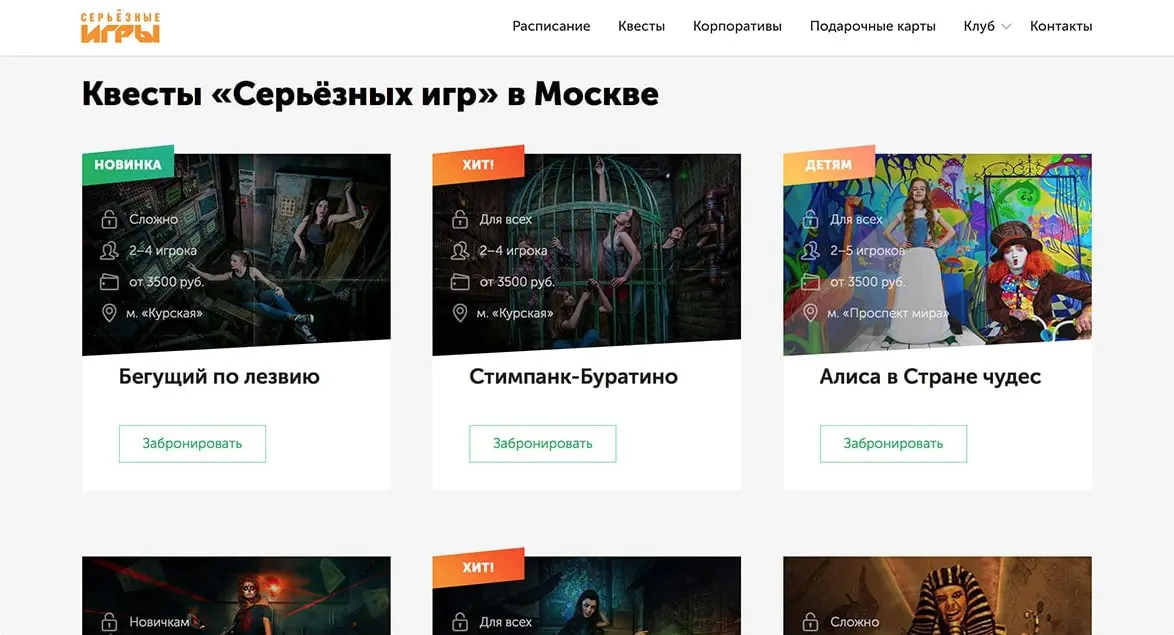 СЕРЬЁЗНЫЕ
ИГРЫ
Расписание
Квесты
Корпоративы
Подарочные карты
Клуб
Контакты
Квесты «Серьёзных игр» в Москве
НОВИНКА
Сложно
2–4 игрока
от 3500 руб.
м. «Курская»
Бегущий по лезвию
Забронировать
ХИТ!
Для всех
2–4 игрока
от 3500 руб.
м. «Курская»
Стимпанк-Буратино
Забронировать
ДЕТЯМ
Для всех
2–5 игроков
от 3500 руб.
м. «Проспект мира»
Алиса в Стране чудес
Забронировать
Новичкам
ХИТ!
Для всех
Сложно